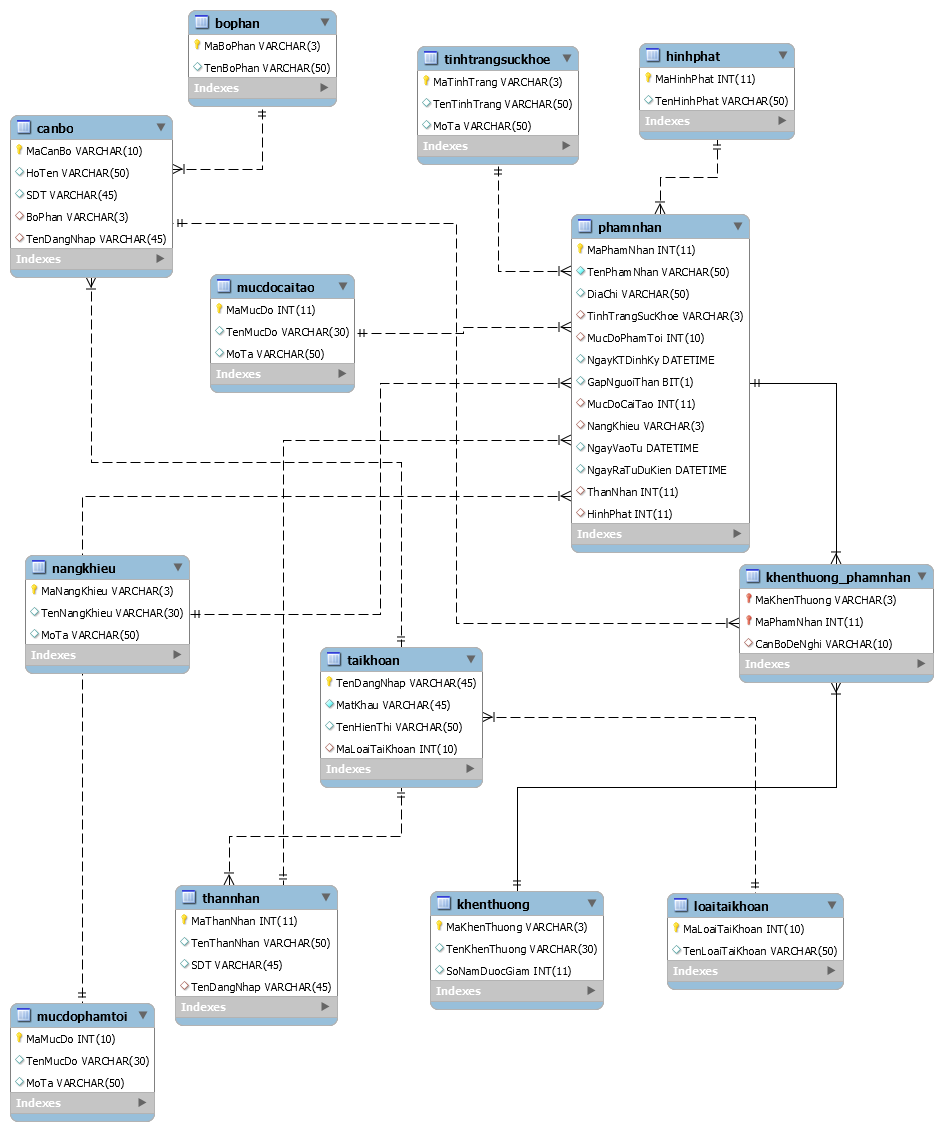 bophan
MaBoPhan VARCHAR(3)
TenBoPhan VARCHAR(50)
Indexes
tinhtrangsuckhoe
MaTinhTrang VARCHAR(3)
TenTinhTrang VARCHAR(50)
MoTa VARCHAR(50)
Indexes
hinhphat
MaHinhPhat INT(11)
TenHinhPhat VARCHAR(50)
Indexes
canbo
MaCanBo VARCHAR(10)
HoTen VARCHAR(50)
SDT VARCHAR(45)
BoPhan VARCHAR(3)
TenDangNhap VARCHAR(45)
Indexes
phamnhan
MaPhamNhan INT(11)
TenPhamNhan VARCHAR(50)
DiaChi VARCHAR(50)
TinhTrangSucKhoe VARCHAR(3)
MucDoPhamToi INT(10)
NgayKTDinhKy DATETIME
GapNguoiThan BIT(1)
MucDoCaiTao INT(11)
NangKhieu VARCHAR(3)
NgayVaoTu DATETIME
NgayRaTuDuKien DATETIME
ThanNhan INT(11)
HinhPhat INT(11)
Indexes
mucdocaitao
MaMucDo INT(11)
TenMucDo VARCHAR(30)
MoTa VARCHAR(50)
Indexes
nangkhieu
MaNangKhieu VARCHAR(3)
TenNangKhieu VARCHAR(30)
MoTa VARCHAR(50)
Indexes
khenthuong_phamnhan
MaKhenThuong VARCHAR(3)
MaPhamNhan INT(11)
CanBoDeNghi VARCHAR(10)
Indexes
taikhoan
TenDangNhap VARCHAR(45)
MatKhau VARCHAR(45)
TenHienThi VARCHAR(50)
MaLoaiTaiKhoan INT(10)
Indexes
thannhan
MaThanNhan INT(11)
TenThanNhan VARCHAR(50)
SDT VARCHAR(45)
TenDangNhap VARCHAR(45)
Indexes
khenthuong
MaKhenThuong VARCHAR(3)
TenKhenThuong VARCHAR(30)
SoNamDuocGiam INT(11)
Indexes
loaitaikhoan
MaLoaiTaiKhoan INT(10)
TenLoaiTaiKhoan VARCHAR(50)
Indexes
mucdophamtoi
MaMucDo INT(10)
TenMucDo VARCHAR(30)
MoTa VARCHAR(50)
Indexes